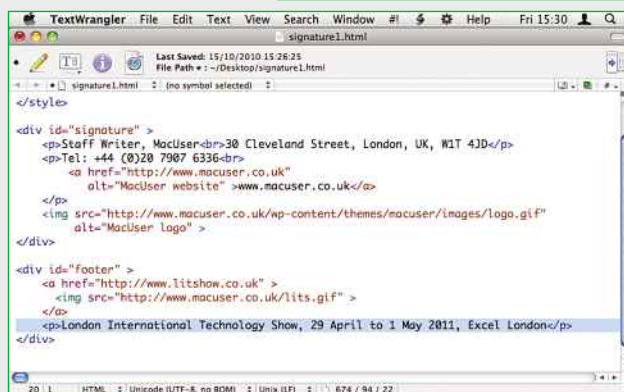 TextWrangler File Edit Text View Search Window #! Help Fri 15:30
signature1.html
Last Saved: 15/10/2010 15:26:25
File Path : ~/Desktop/signature1.html
signature1.html (no symbol selected)
</style>
<div id="signature" >
<p>Staff Writer, MacUser<br>30 Cleveland Street, London, UK, W1T 4JD</p>
<p>Tel: +44 (0)20 7907 6336<br>
<a href="http://www.macuser.co.uk"
alt="MacUser website" >www.macuser.co.uk</a>
</p>
<img src="http://www.macuser.co.uk/wp-content/themes/macuser/images/logo.gif"
alt="MacUser logo" >
</div>
<div id="footer" >
<a href="http://www.litshow.co.uk" >
<img src="http://www.macuser.co.uk/lits.gif" >
</a>
<p>London International Technology Show, 29 April to 1 May 2011, Excel London</p>
</div>
20 1 HTML Unicode (UTF-8, no BOM) Unix (LF) 674 / 94 / 22